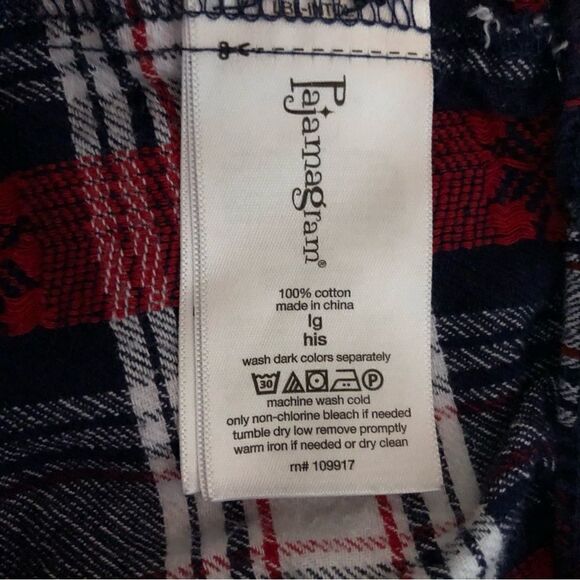 Pajamagram®
100% cotton
made in china
lg
his
wash dark colors separately
30 P
machine wash cold
only non-chlorine bleach if needed
tumble dry low remove promptly
warm iron if needed or dry clean
rn# 109917